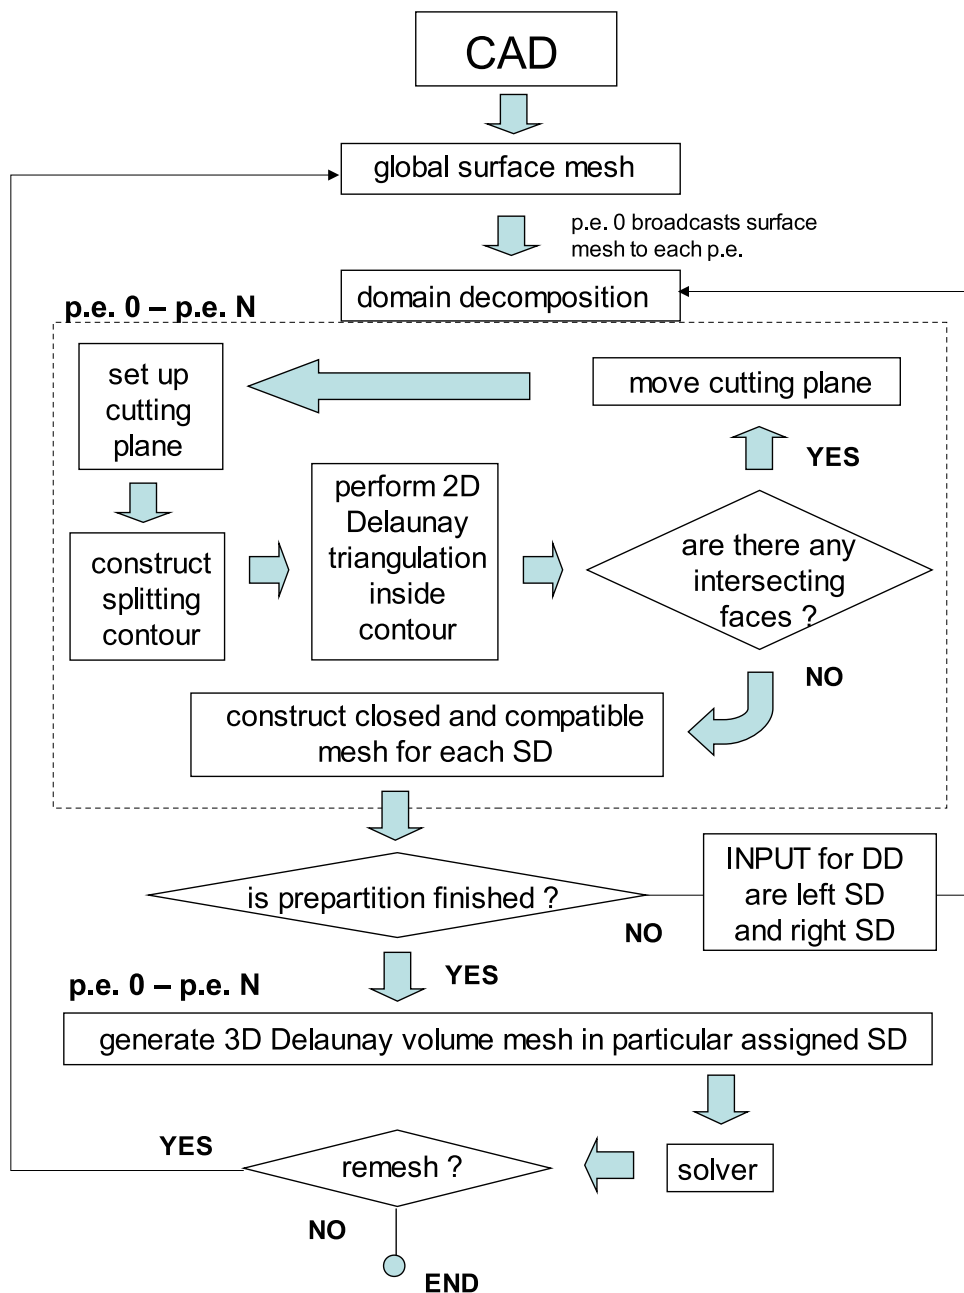 CAD
global surface mesh
p.e. 0 broadcasts surface
mesh to each p.e.
domain decomposition
p.e. 0 – p.e. N
set up
cutting
plane
move cutting plane
YES
construct
splitting
contour
perform 2D
Delaunay
triangulation
inside
contour
are there any
intersecting
faces ?
NO
construct closed and compatible
mesh for each SD
is prepartition finished ?
NO
INPUT for DD
are left SD
and right SD
YES
p.e. 0 – p.e. N
generate 3D Delaunay volume mesh in particular assigned SD
solver
remesh ?
YES
NO
END